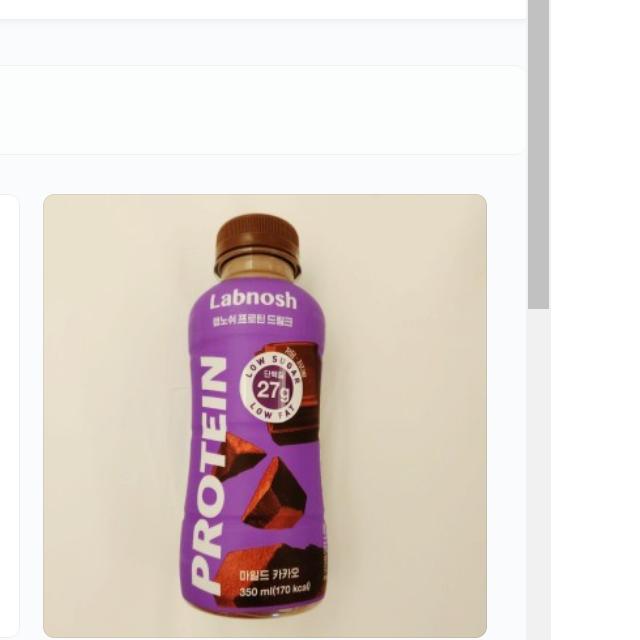 Labnosh
랩노쉬 프로틴 드링크
LOW SUGAR
단백질
27g
LOW FAT
PROTEIN
마일드 카카오
350 ml(170 kcal)